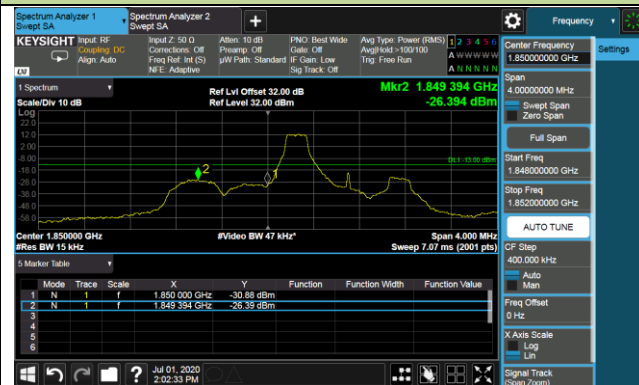 Spectrum Analyzer 1
Swept SA
Spectrum Analyzer 2
Swept SA
+
Frequency
KEYSIGHT
Input: RF
Coupling: DC
Align: Auto
Input Z: 50 Ω
Corrections: Off
Freq Ref: Int (S)
NFE: Adaptive
Atten: 10 dB
Preamp: Off
µW Path: Standard
PNO: Best Wide
Gate: Off
IF Gain: Low
Sig Track: Off
Avg Type: Power (RMS)
Avg|Hold:>100/100
Trig: Free Run
1 2 3 4 5 6
A W W W W W
A N N N N N
LXI
1 Spectrum
Scale/Div 10 dB
Ref Lvl Offset 32.00 dB
Ref Level 32.00 dBm
Mkr2 1.849 394 GHz
-26.394 dBm
Log
22.0
12.0
2.00
-8.00
-18.0
-28.0
-38.0
-48.0
-58.0
DL1 -13.00 dBm
2
1
Center 1.850000 GHz
#Res BW 15 kHz
#Video BW 47 kHz*
Span 4.000 MHz
Sweep 7.07 ms (2001 pts)
5 Marker Table
Mode Trace Scale X Y Function Function Width Function Value
1 N 1 f 1.850 000 GHz -30.88 dBm
2 N 1 f 1.849 394 GHz -26.39 dBm
3
4
5
6
Jul 01, 2020
2:02:33 PM
Center Frequency
1.850000000 GHz
Settings
Span
4.00000000 MHz
Swept Span
Zero Span
Full Span
Start Freq
1.848000000 GHz
Stop Freq
1.852000000 GHz
AUTO TUNE
CF Step
400.000 kHz
Auto
Man
Freq Offset
0 Hz
X Axis Scale
Log
Lin
Signal Track
(Span Zoom)